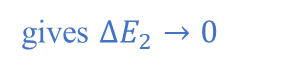 gives Δ𝐸₂ → 0